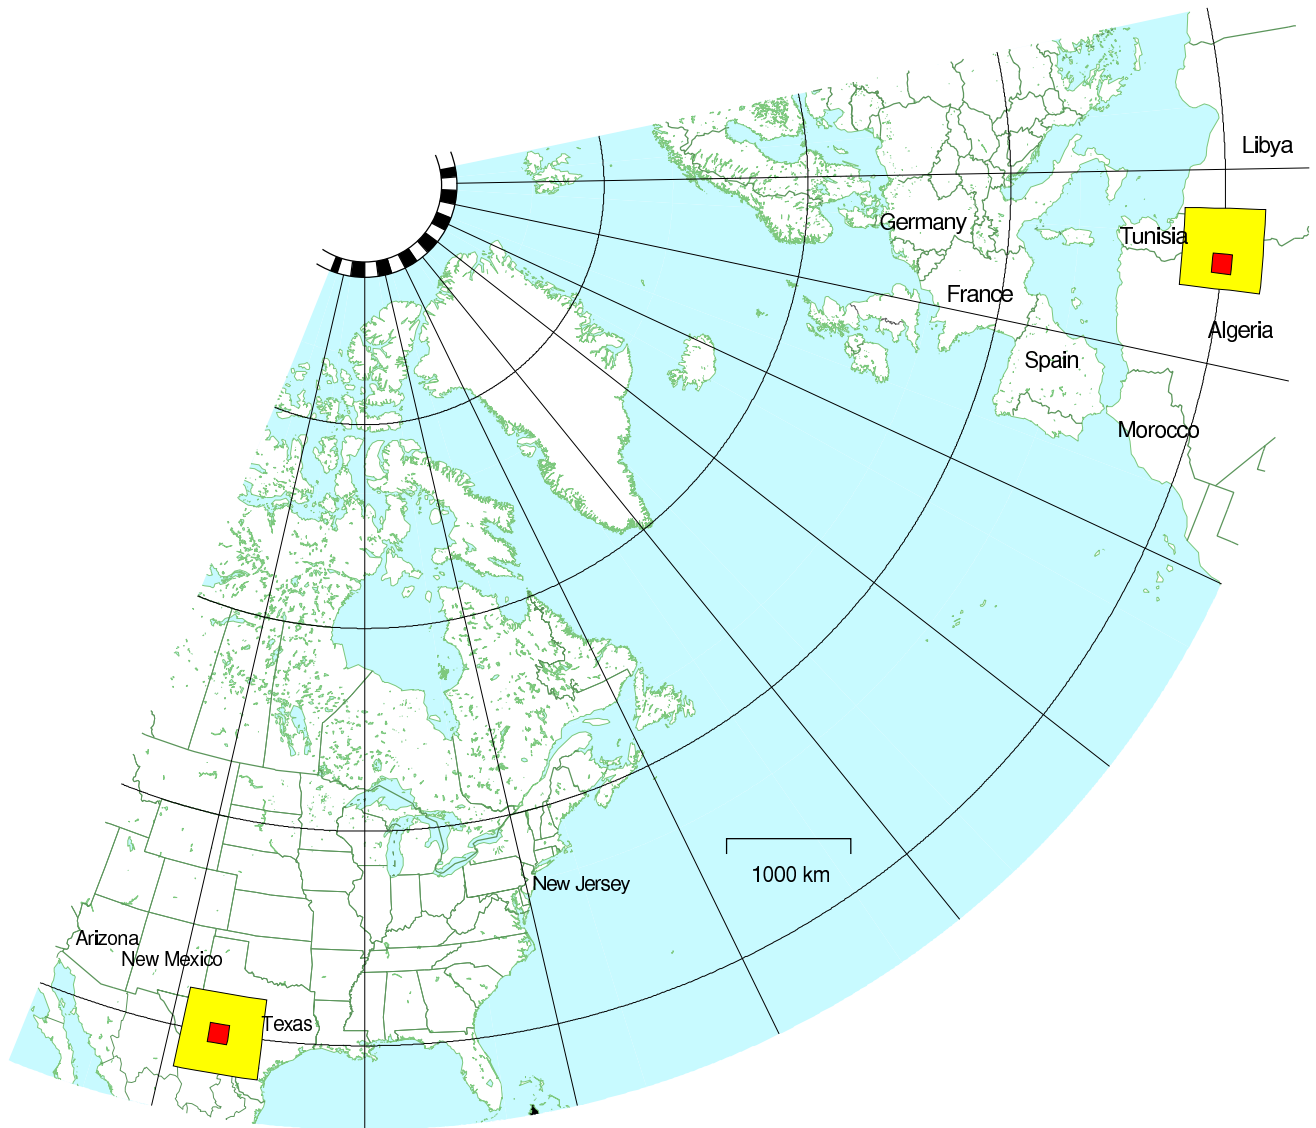 Libya
Germany
Tunisia
France
Algeria
Spain
Morocco
1000 km
New Jersey
Arizona
New Mexico
Texas